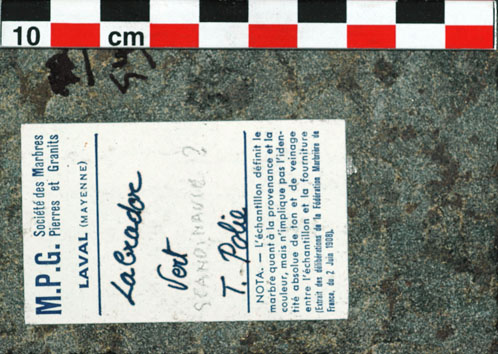 10 cm
M.P.G. Société des Marbres
Pierres et Granits
LAVAL (MAYENNE)
Labrador
Vert
SCANDINAVIE ?
T. Polie
NOTA. — L'échantillon définit le
marbre quant à la provenance et la
couleur, mais n'implique pas l'iden-
tité absolue de ton et de veinage
entre l'échantillon et la fourniture
(Extrait des délibérations de la Fédération Marbrière de
France, du 2 Juin 1908).